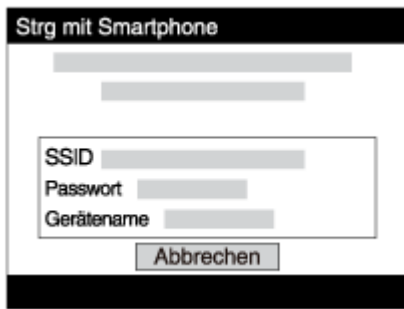 Strg mit Smartphone
SSID
Passwort
Gerätename
Abbrechen